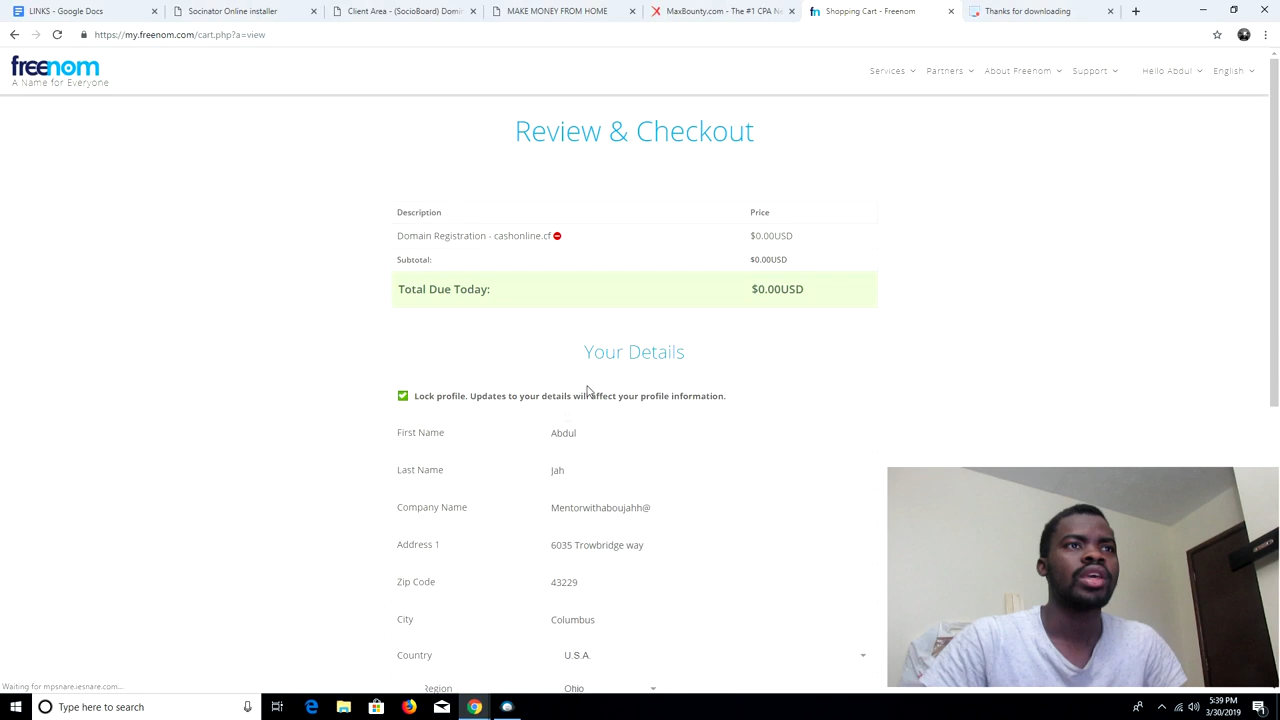 LINKS - Google Docs
Socinator Online installer
Client Area - (SocioBoard) Domin
MAKE MONEY FROM HOME
MaxBounty.com - The #1 CPA Ne
Shopping Cart - Freenom
Thanks for downloading
https://my.freenom.com/cart.php?a=view
freenom
A Name for Everyone
Services
Partners
About Freenom
Support
Hello Abdul
English
Review & Checkout
Description Price
Domain Registration - cashonline.cf $0.00USD
Subtotal: $0.00USD
Total Due Today: $0.00USD
Your Details
Lock profile. Updates to your details will affect your profile information.
First Name Abdul
Last Name Jah
Company Name Mentorwithaboujahh@
Address 1 6035 Trowbridge way
Zip Code 43229
City Columbus
Country U.S.A.
Region Ohio
Waiting for mpsnare.iesnare.com...
Type here to search
5:39 PM
3/30/2019